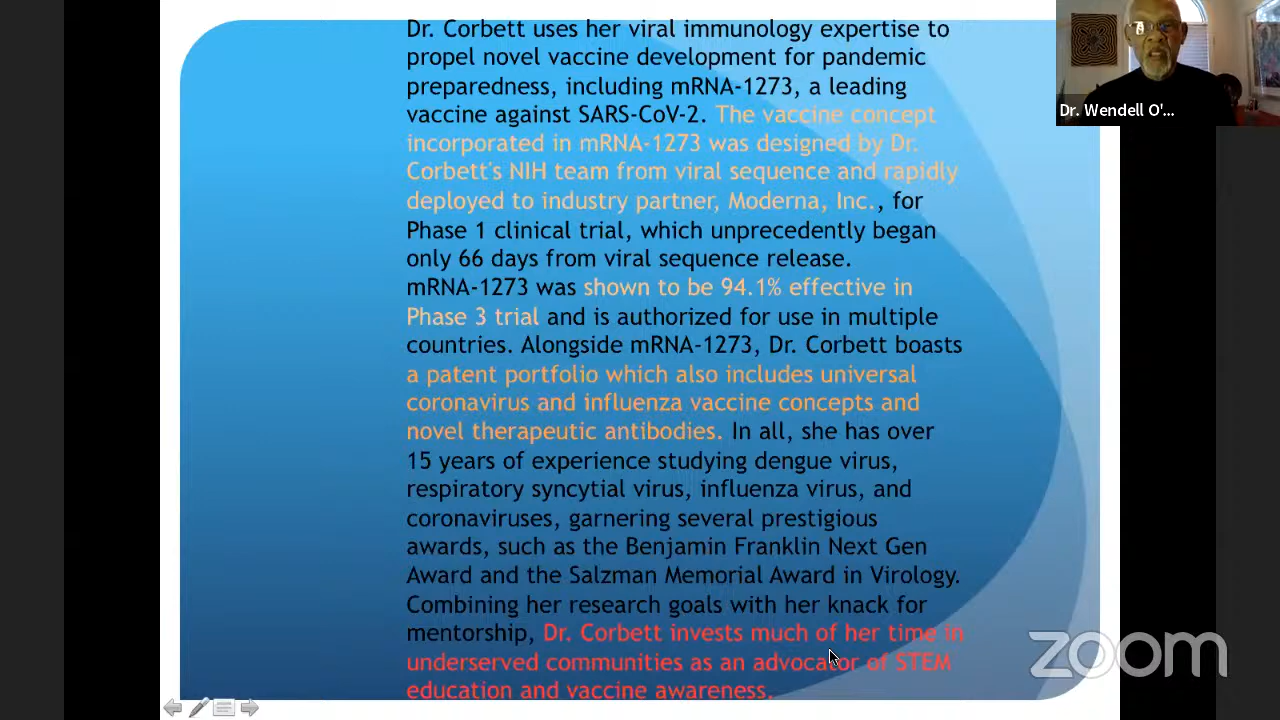 Dr. Corbett uses her viral immunology expertise to
propel novel vaccine development for pandemic
preparedness, including mRNA-1273, a leading
vaccine against SARS-CoV-2. The vaccine concept
incorporated in mRNA-1273 was designed by Dr.
Corbett's NIH team from viral sequence and rapidly
deployed to industry partner, Moderna, Inc., for
Phase 1 clinical trial, which unprecedently began
only 66 days from viral sequence release.
mRNA-1273 was shown to be 94.1% effective in
Phase 3 trial and is authorized for use in multiple
countries. Alongside mRNA-1273, Dr. Corbett boasts
a patent portfolio which also includes universal
coronavirus and influenza vaccine concepts and
novel therapeutic antibodies. In all, she has over
15 years of experience studying dengue virus,
respiratory syncytial virus, influenza virus, and
coronaviruses, garnering several prestigious
awards, such as the Benjamin Franklin Next Gen
Award and the Salzman Memorial Award in Virology.
Combining her research goals with her knack for
mentorship, Dr. Corbett invests much of her time in
underserved communities as an advocator of STEM
education and vaccine awareness.
Dr. Wendell O'...
zoom